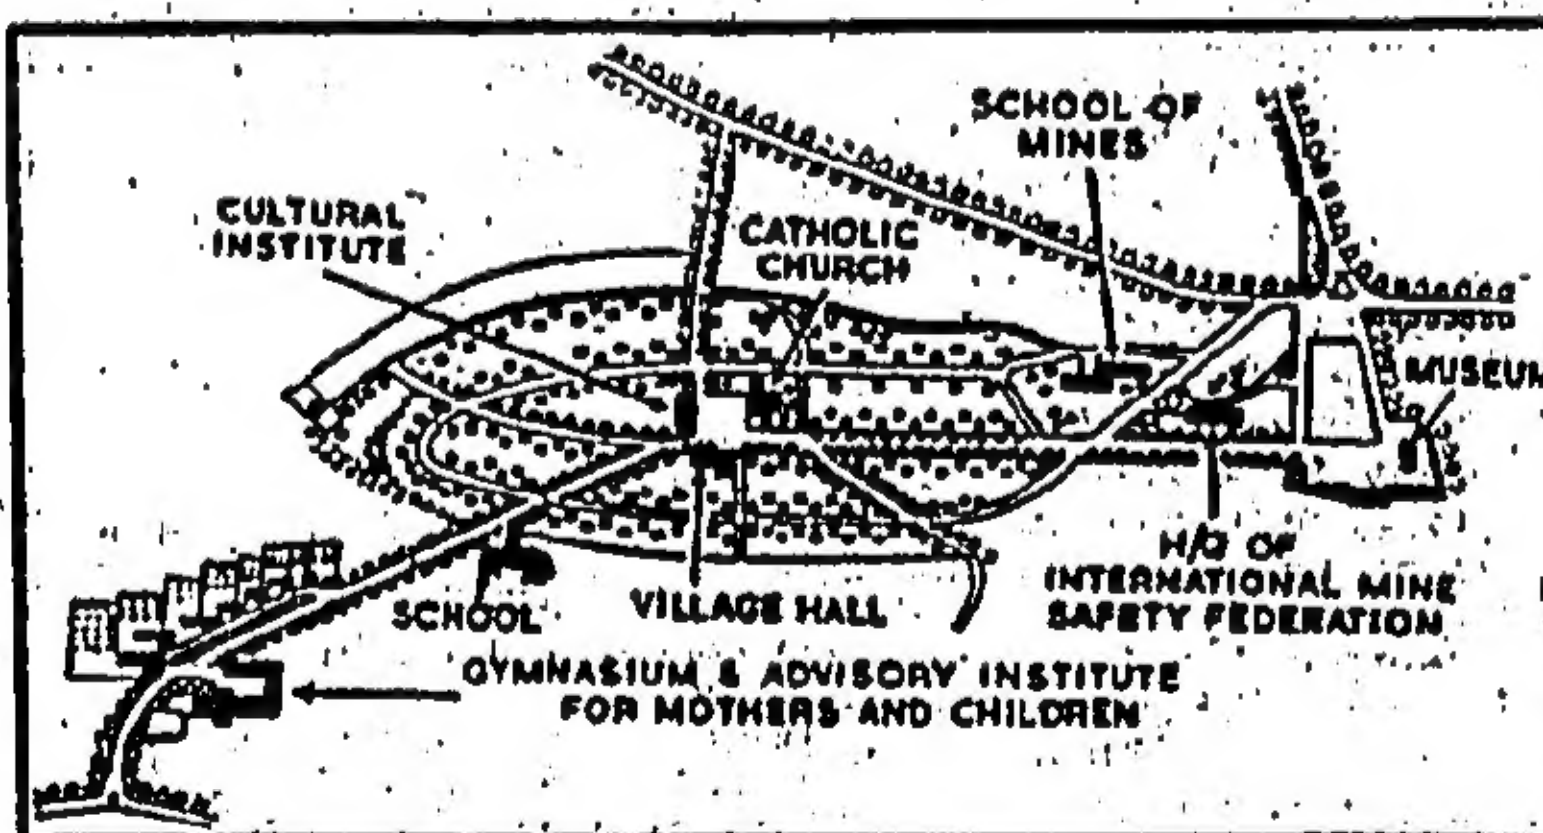 SCHOOL OF
MINES
CULTURAL
INSTITUTE
CATHOLIC
CHURCH
MUSEUM
H/Q OF
INTERNATIONAL MINE
SAFETY FEDERATION
SCHOOL
VILLAGE HALL
GYMNASIUM & ADVISORY INSTITUTE
FOR MOTHERS AND CHILDREN